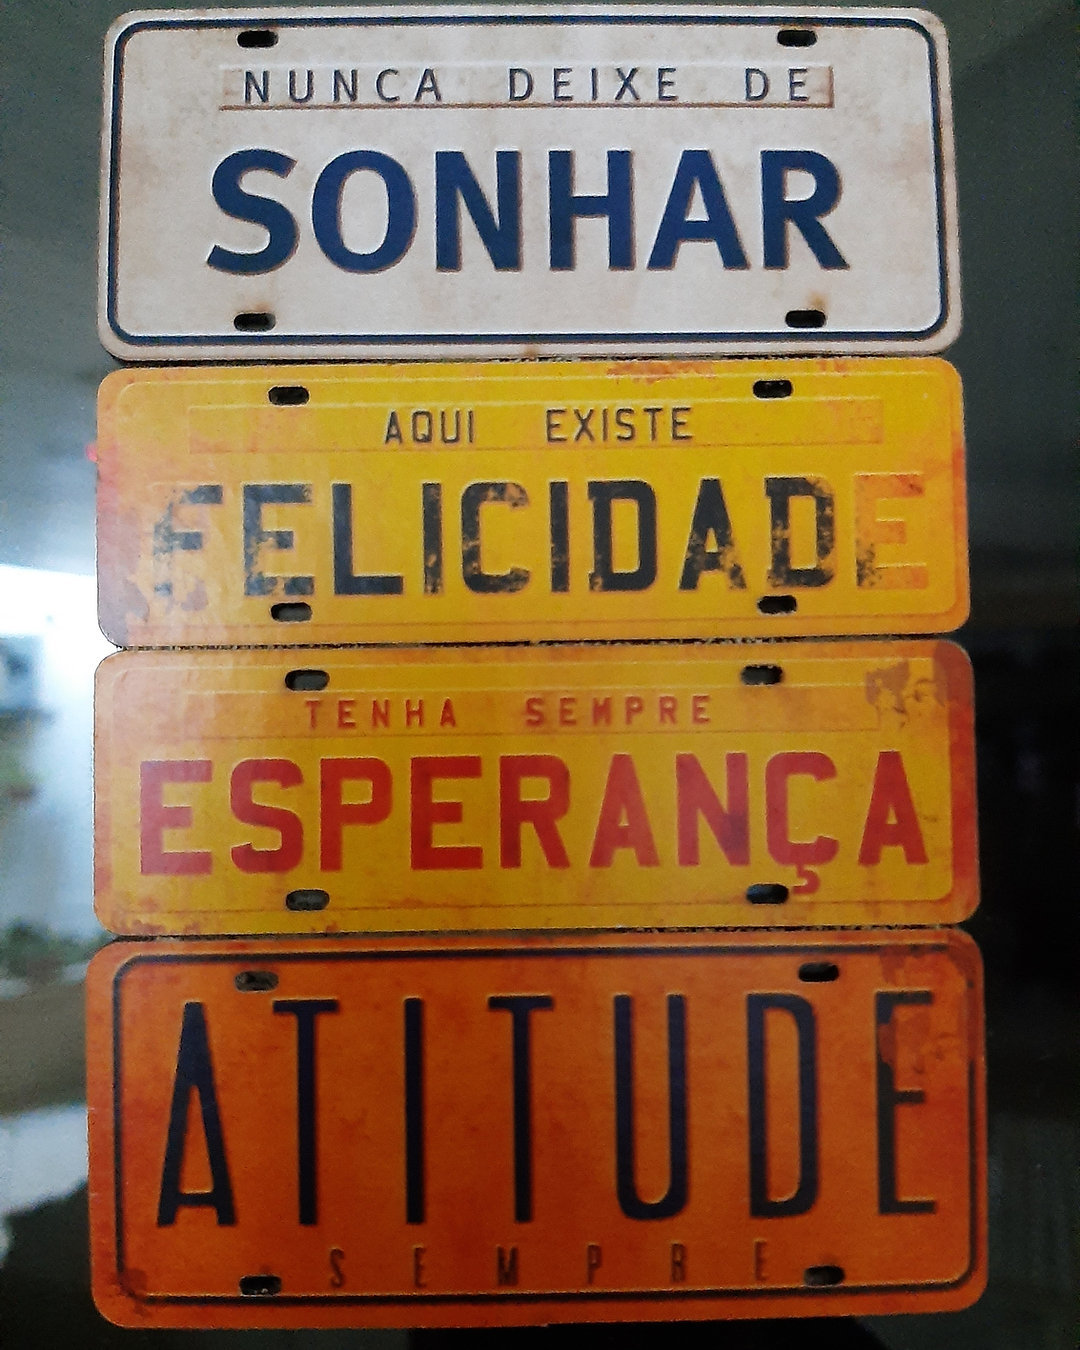 NUNCA DEIXE DE
SONHAR
AQUI EXISTE
FELICIDADE
TENHA SEMPRE
ESPERANÇA
ATITUDE
SEMPRE